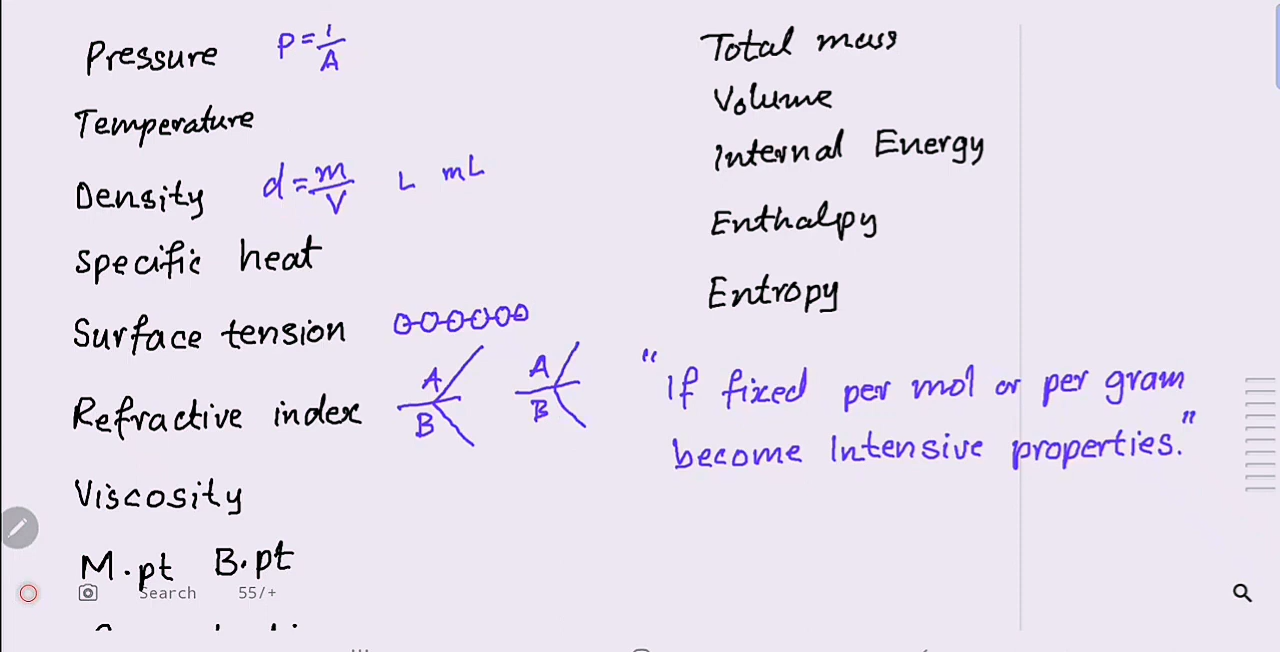 Pressure P = 1/A
Temperature
Density d = m/V L mL
Specific heat
Surface tension
Refractive index A B A B
Viscosity
M.pt B.pt
Search 55/+
Total mass
Volume
Internal Energy
Enthalpy
Entropy
"If fixed per mol or per gram
become Intensive properties."